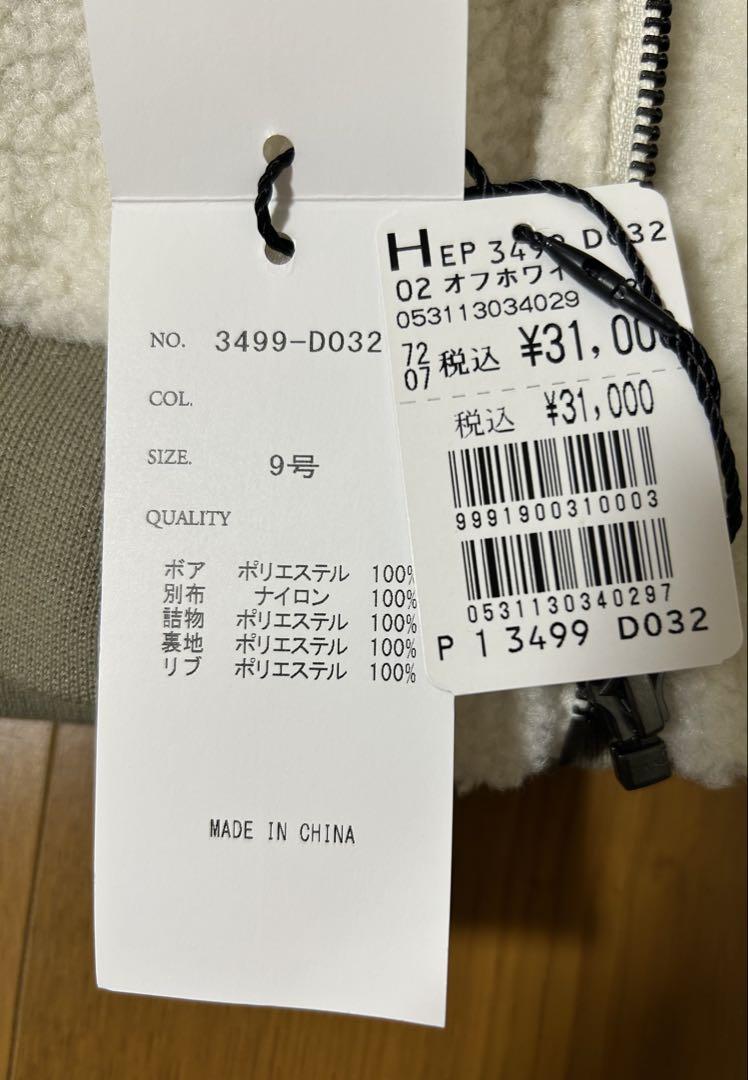 NO. 3499-D032
COL.
SIZE. 9号
QUALITY
ボア ポリエステル 100%
別布 ナイロン 100%
詰物 ポリエステル 100%
裏地 ポリエステル 100%
リブ ポリエステル 100%
MADE IN CHINA
HEP 3499 D032
02 オフホワイ
053113034029
72
07 税込 ¥31,000
税込 ¥31,000
9991900310003
0531130340297
P 1 3499 D032